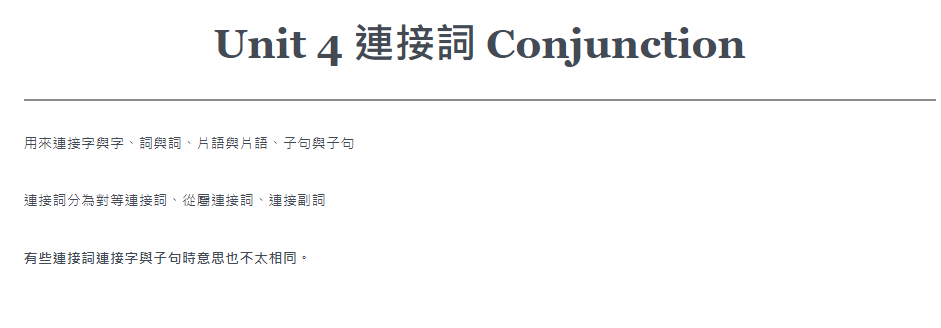 Unit 4 連接詞 Conjunction
用來連接字與字、詞與詞、片語與片語、子句與子句
連接詞分為對等連接詞、從屬連接詞、連接副詞
有些連接詞連接字與子句時意思也不太相同。